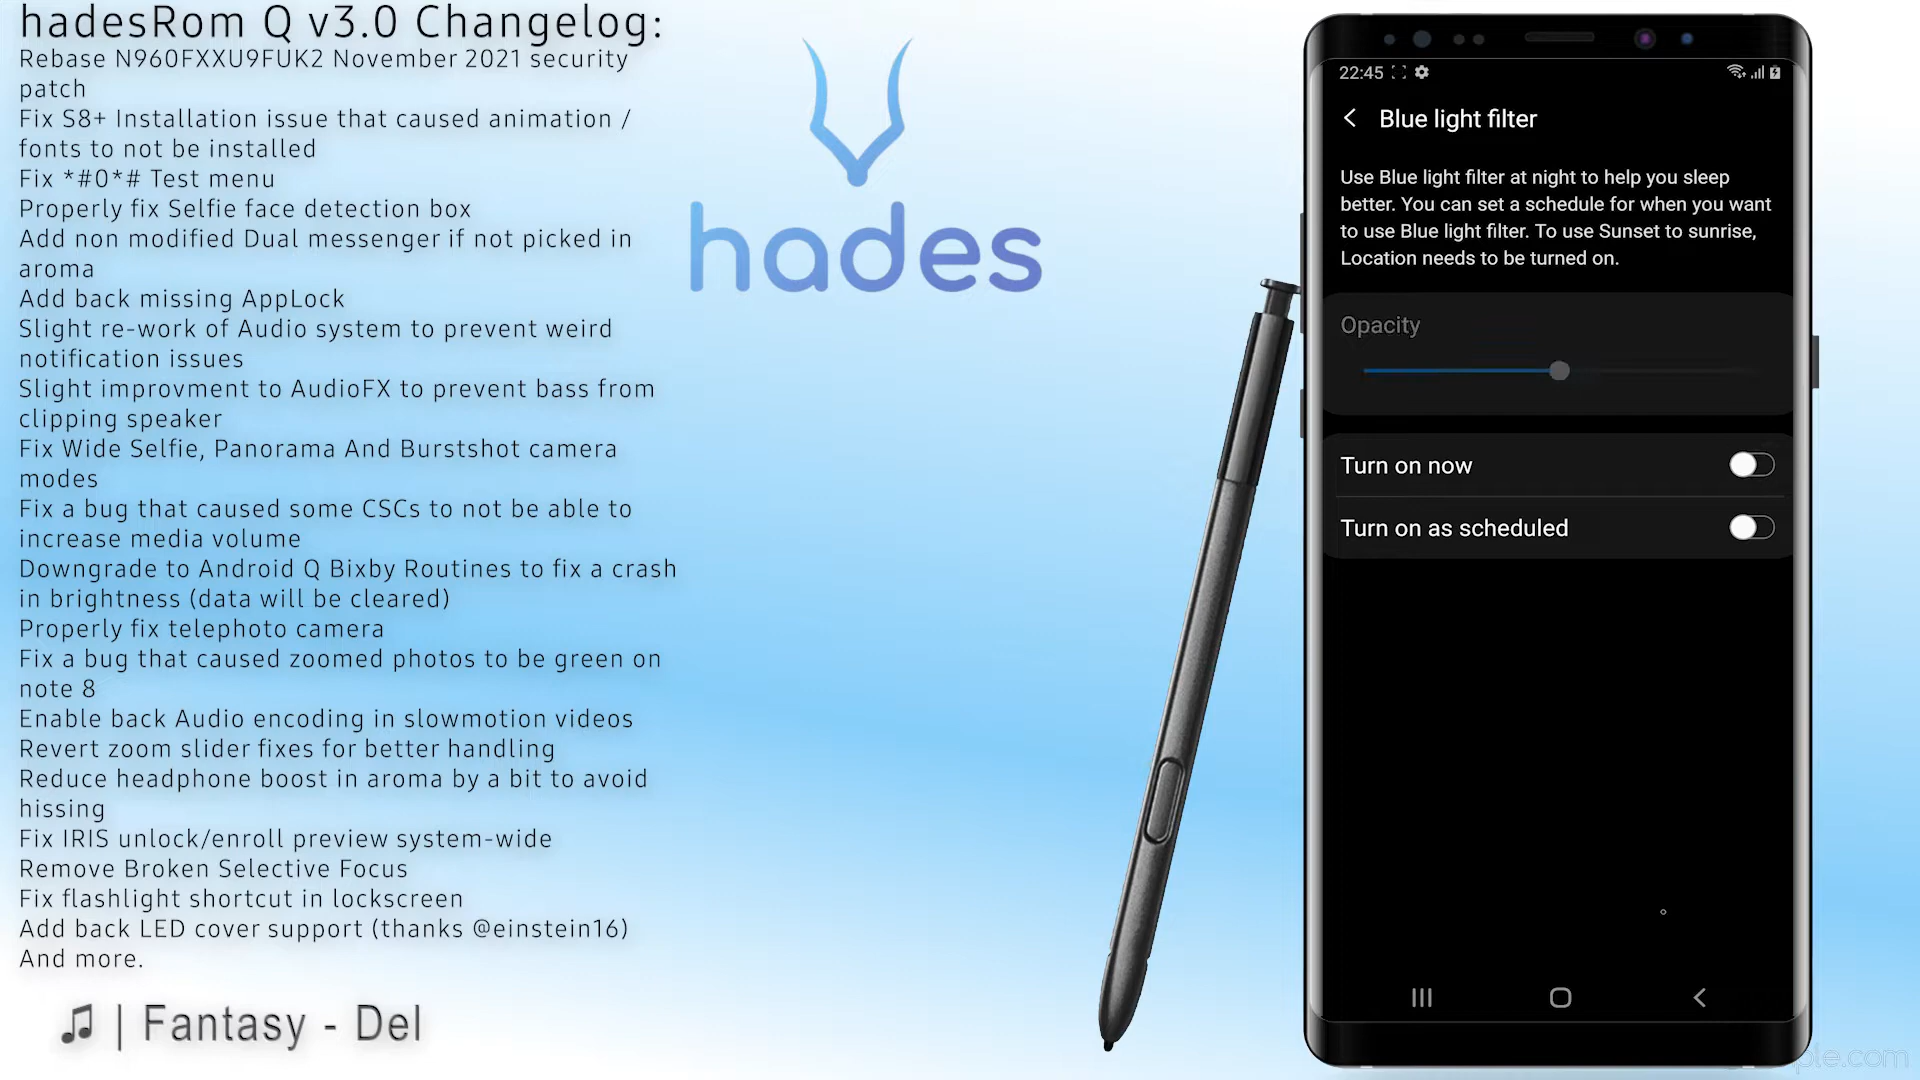 hadesRom Q v3.0 Changelog:
Rebase N960FXXU9FUK2 November 2021 security
patch
Fix S8+ Installation issue that caused animation /
fonts to not be installed
Fix *#0*# Test menu
Properly fix Selfie face detection box
Add non modified Dual messenger if not picked in
aroma
Add back missing AppLock
Slight re-work of Audio system to prevent weird
notification issues
Slight improvment to AudioFX to prevent bass from
clipping speaker
Fix Wide Selfie, Panorama And Burstshot camera
modes
Fix a bug that caused some CSCs to not be able to
increase media volume
Downgrade to Android Q Bixby Routines to fix a crash
in brightness (data will be cleared)
Properly fix telephoto camera
Fix a bug that caused zoomed photos to be green on
note 8
Enable back Audio encoding in slowmotion videos
Revert zoom slider fixes for better handling
Reduce headphone boost in aroma by a bit to avoid
hissing
Fix IRIS unlock/enroll preview system-wide
Remove Broken Selective Focus
Fix flashlight shortcut in lockscreen
Add back LED cover support (thanks @einstein16)
And more.
♫ | Fantasy - Del
hades
22:45
Blue light filter
Use Blue light filter at night to help you sleep
better. You can set a schedule for when you want
to use Blue light filter. To use Sunset to sunrise,
Location needs to be turned on.
Opacity
Turn on now
Turn on as scheduled